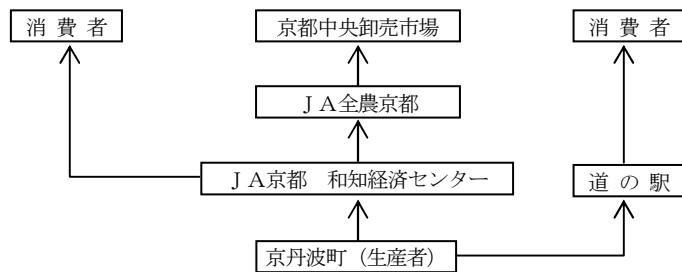 消 費 者
京都中央卸売市場
消 費 者
ＪＡ全農京都
ＪＡ京都　和知経済センター
道 の 駅
京丹波町（生産者）